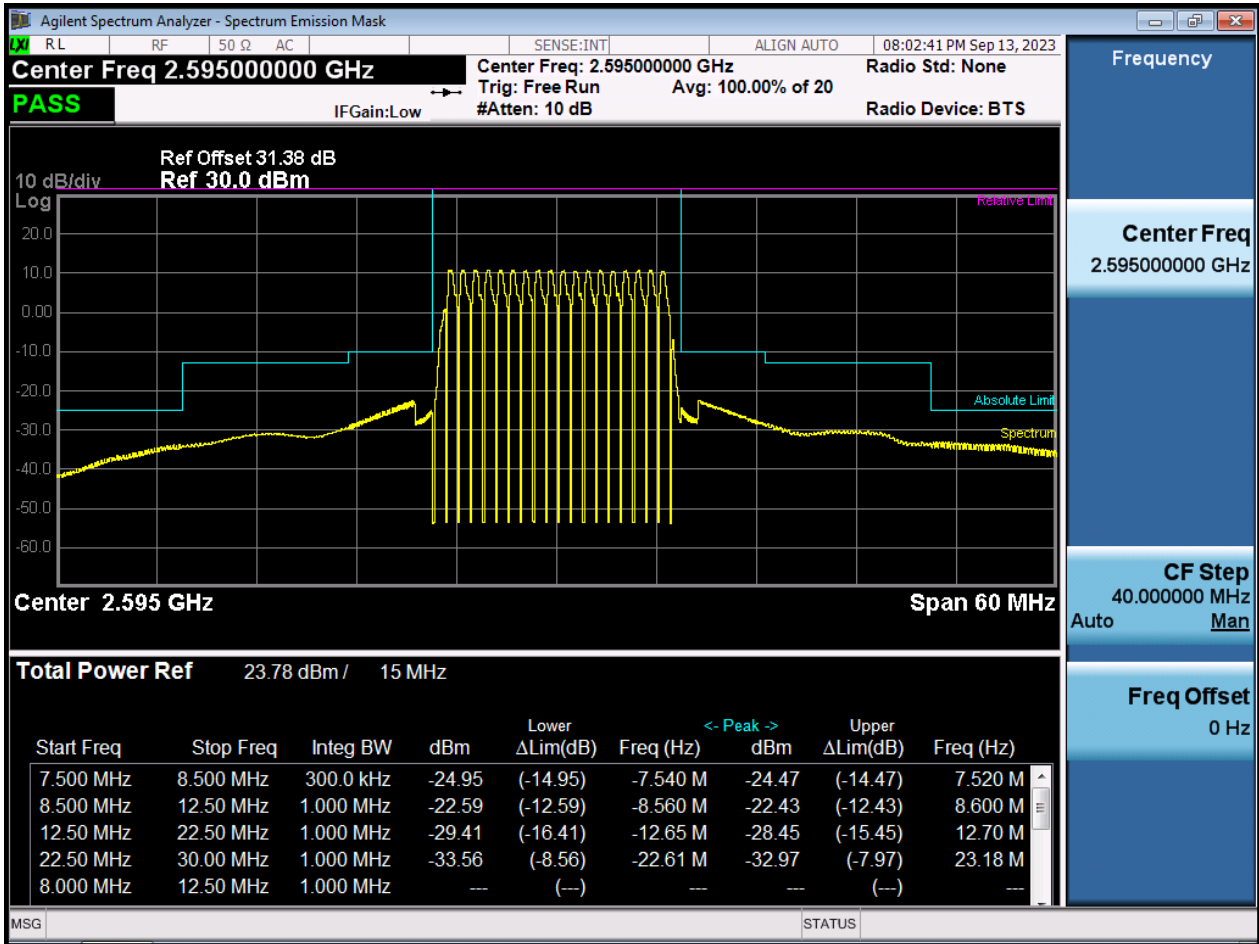 Agilent Spectrum Analyzer - Spectrum Emission Mask
LXI RL RF 50 Ω AC SENSE:INT ALIGN AUTO 08:02:41 PM Sep 13, 2023
Center Freq 2.595000000 GHz Center Freq: 2.595000000 GHz Radio Std: None
Trig: Free Run Avg: 100.00% of 20
PASS IFGain:Low #Atten: 10 dB Radio Device: BTS
Ref Offset 31.38 dB
10 dB/div Ref 30.0 dBm
Log
Relative Limit
20.0
10.0
0.00
-10.0
-20.0
Absolute Limit
-30.0
Spectrum
-40.0
-50.0
-60.0
Center 2.595 GHz Span 60 MHz
Total Power Ref 23.78 dBm / 15 MHz
Lower <- Peak -> Upper
Start Freq Stop Freq Integ BW dBm ΔLim(dB) Freq (Hz) dBm ΔLim(dB) Freq (Hz)
7.500 MHz 8.500 MHz 300.0 kHz -24.95 (-14.95) -7.540 M -24.47 (-14.47) 7.520 M
8.500 MHz 12.50 MHz 1.000 MHz -22.59 (-12.59) -8.560 M -22.43 (-12.43) 8.600 M
12.50 MHz 22.50 MHz 1.000 MHz -29.41 (-16.41) -12.65 M -28.45 (-15.45) 12.70 M
22.50 MHz 30.00 MHz 1.000 MHz -33.56 (-8.56) -22.61 M -32.97 (-7.97) 23.18 M
8.000 MHz 12.50 MHz 1.000 MHz --- (---) --- --- (---) ---
MSG STATUS
Frequency
Center Freq
2.595000000 GHz
CF Step
40.000000 MHz
Auto Man
Freq Offset
0 Hz